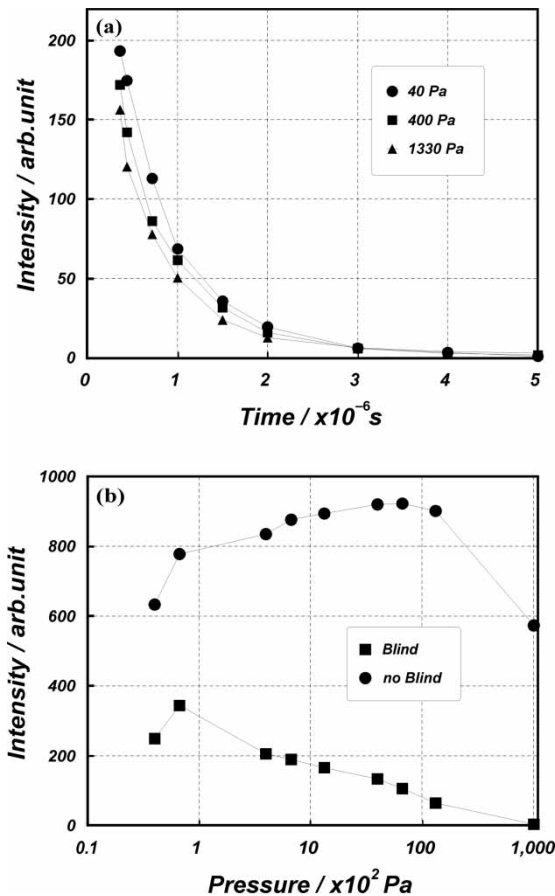 (a)
200
150
100
50
0
Intensity / arb.unit
40 Pa
400 Pa
1330 Pa
0 1 2 3 4 5
Time / x10⁻⁶s
(b)
1000
800
600
400
200
0
Intensity / arb.unit
Blind
no Blind
0.1 1 10 100 1,000
Pressure / x10² Pa